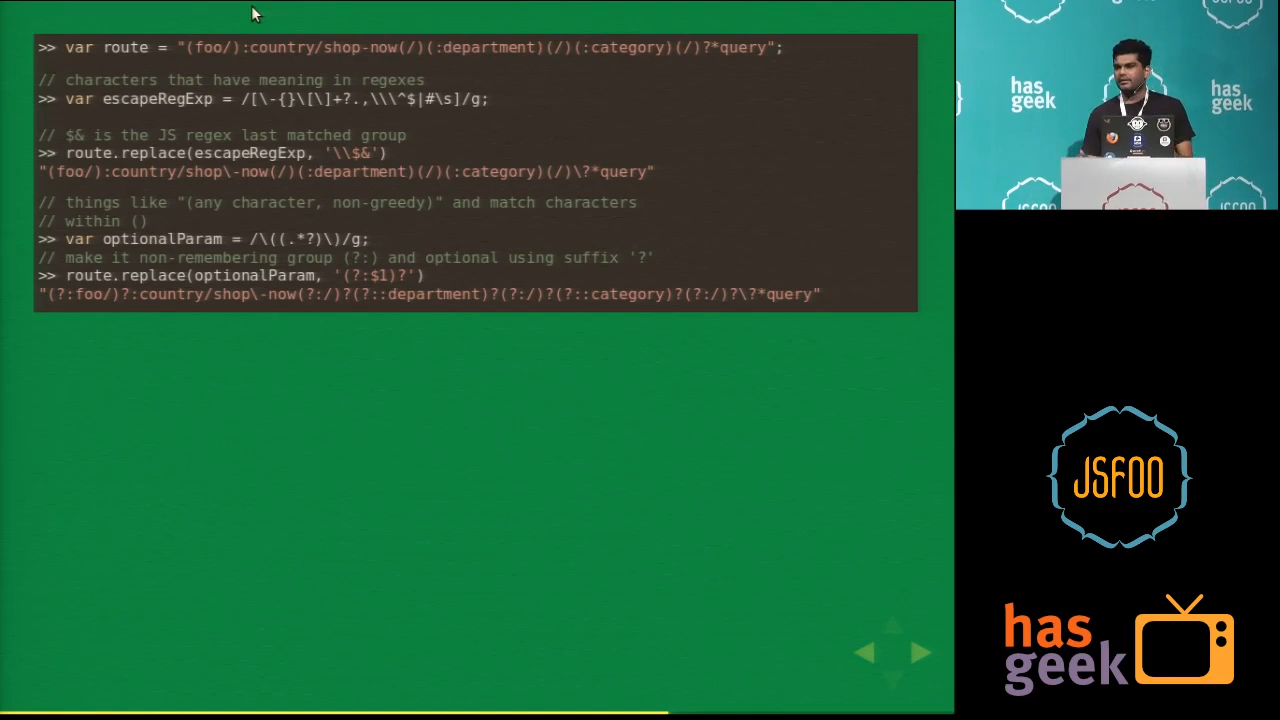 >> var route = "(foo/):country/shop-now(/)(:department)(/)(:category)(/)?*query";
// characters that have meaning in regexes
>> var escapeRegExp = /[\-{}\[\]+?.,\\\^$|#\s]/g;
// $& is the JS regex last matched group
>> route.replace(escapeRegExp, '\\$&')
"(foo/):country/shop\-now(/)(:department)(/)(:category)(/)\?*query"
// things like "(any character, non-greedy)" and match characters
// within ()
>> var optionalParam = /\((.*?)\)/g;
// make it non-remembering group (?:) and optional using suffix '?'
>> route.replace(optionalParam, '(?:$1)?')
"(?:foo/)?:country/shop\-now(?:/)?(?::department)?(?:/)?(?::category)?(?:/)?\?*query"
has
geek
has
geek
JSFOO
has
geek